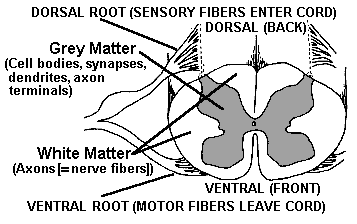 DORSAL ROOT (SENSORY FIBERS ENTER CORD)
DORSAL (BACK)
Grey Matter
(Cell bodies, synapses,
dendrites, axon
terminals)
White Matter
(Axons [=nerve fibers])
VENTRAL (FRONT)
VENTRAL ROOT (MOTOR FIBERS LEAVE CORD)